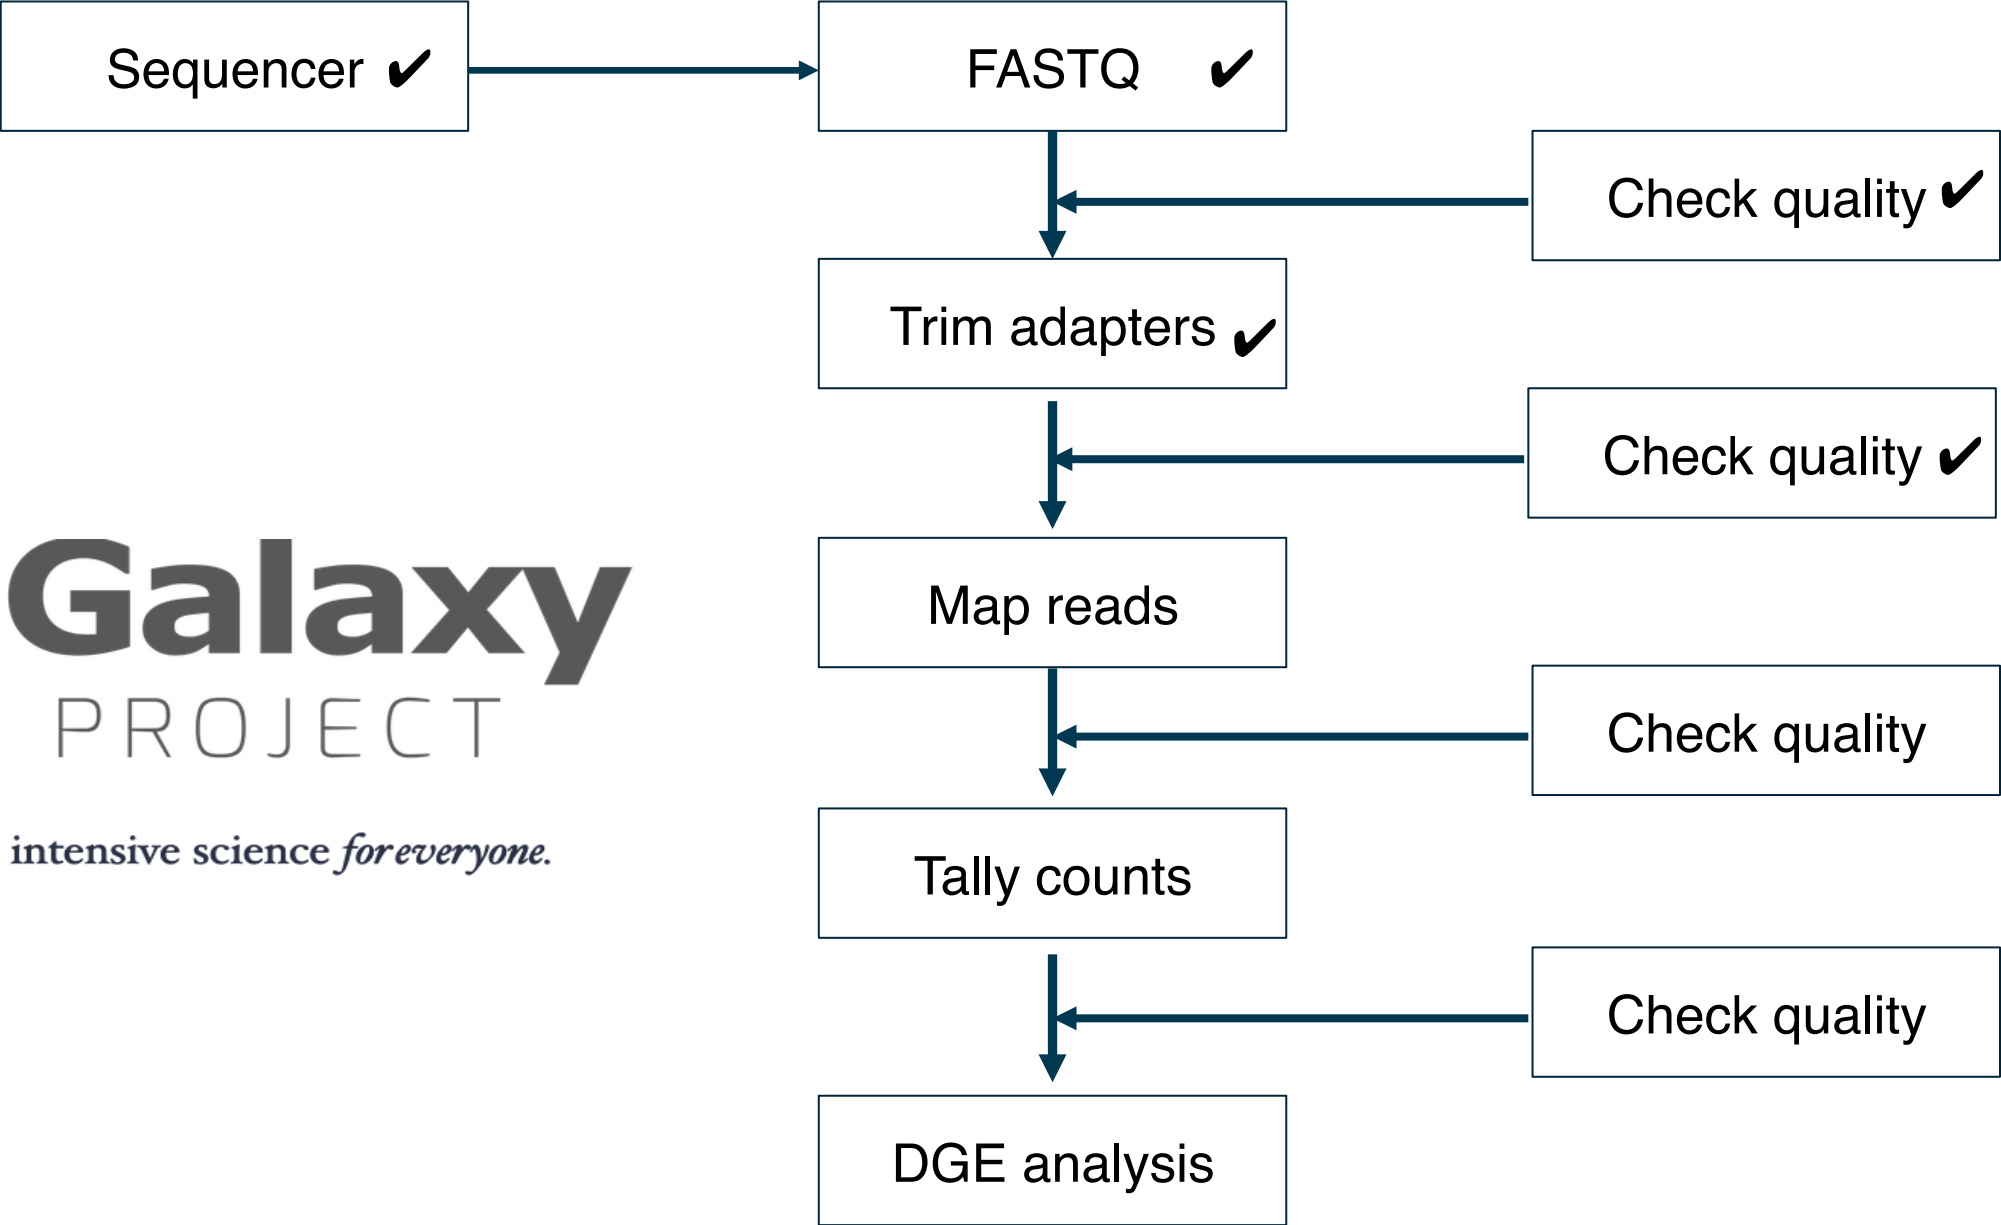 Sequencer ✔
FASTQ ✔
Check quality ✔
Trim adapters ✔
Check quality ✔
Map reads
Galaxy
PROJECT
Check quality
intensive science for everyone.
Tally counts
Check quality
DGE analysis